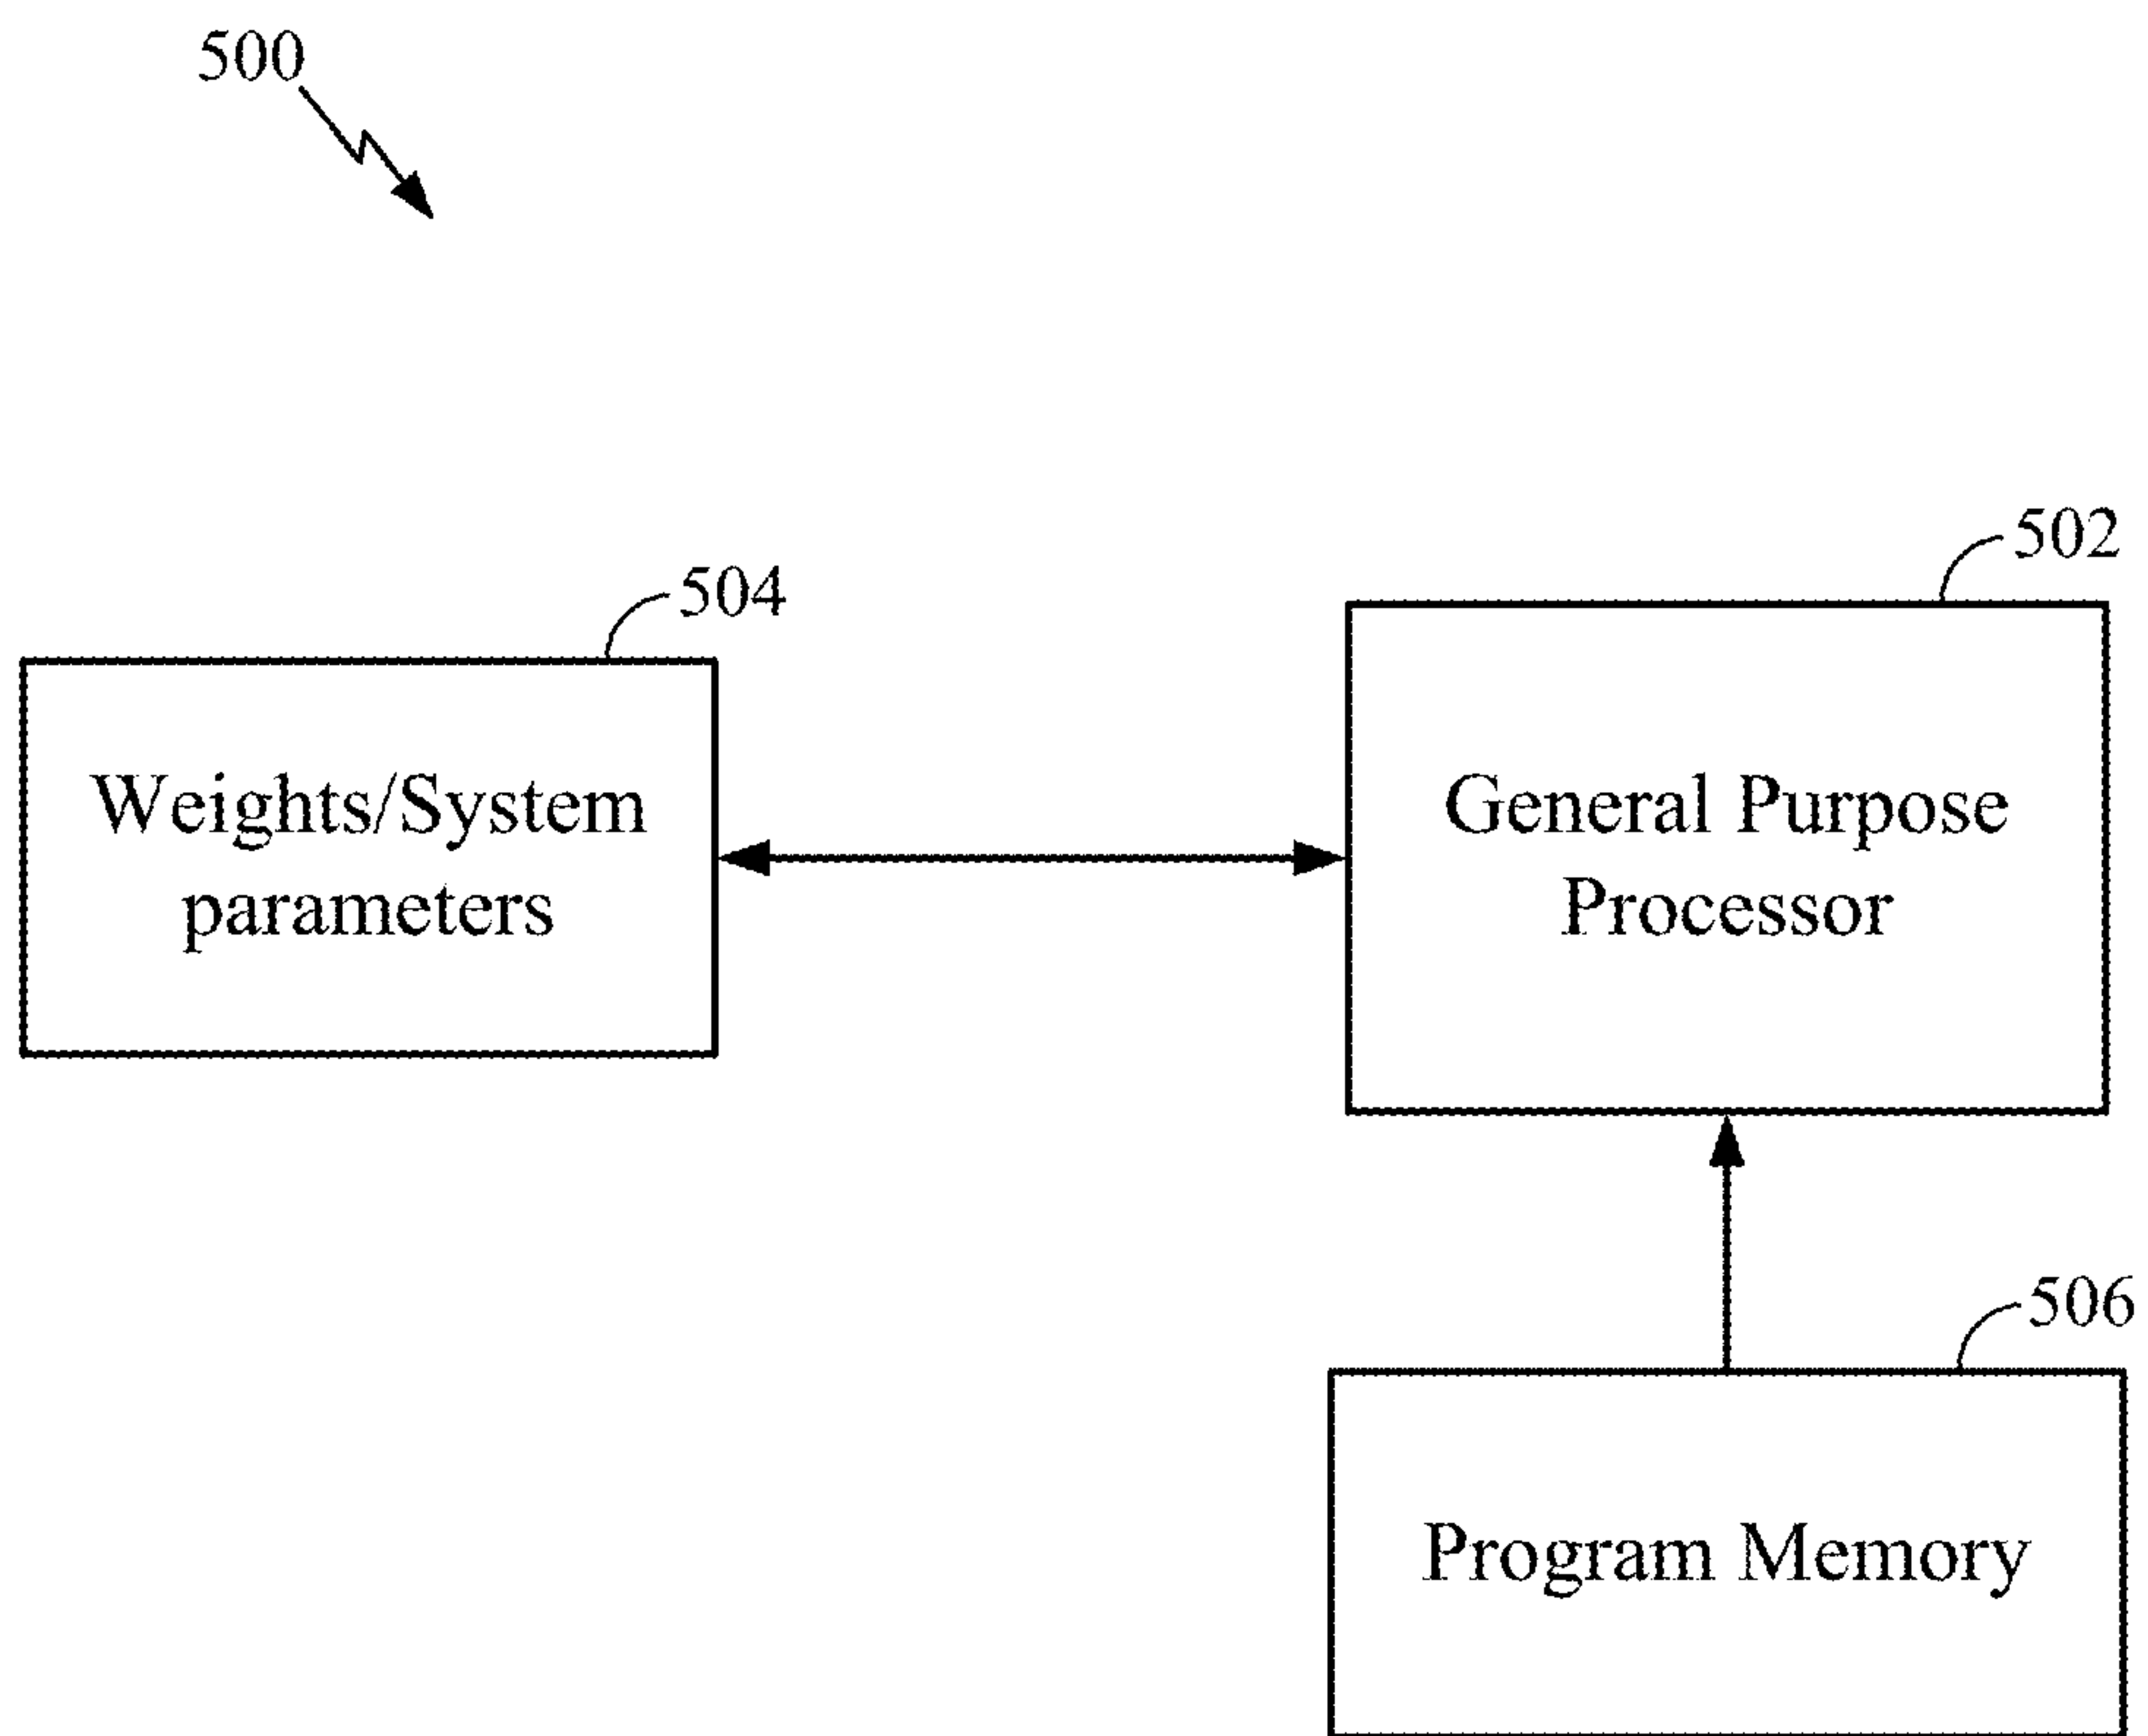 500
502
504
Weights/System
parameters
General Purpose
Processor
506
Program Memory